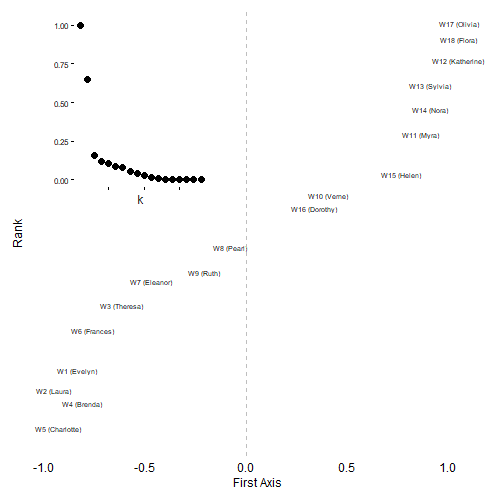 1.00
0.75
0.50
0.25
0.00
k
W17 (Olivia)
W18 (Flora)
W12 (Katherine)
W13 (Sylvia)
W14 (Nora)
W11 (Myra)
W15 (Helen)
W10 (Verne)
W16 (Dorothy)
W8 (Pearl)
W9 (Ruth)
W7 (Eleanor)
W3 (Theresa)
W6 (Frances)
W1 (Evelyn)
W2 (Laura)
W4 (Brenda)
W5 (Charlotte)
Rank
-1.0 -0.5 0.0 0.5 1.0
First Axis